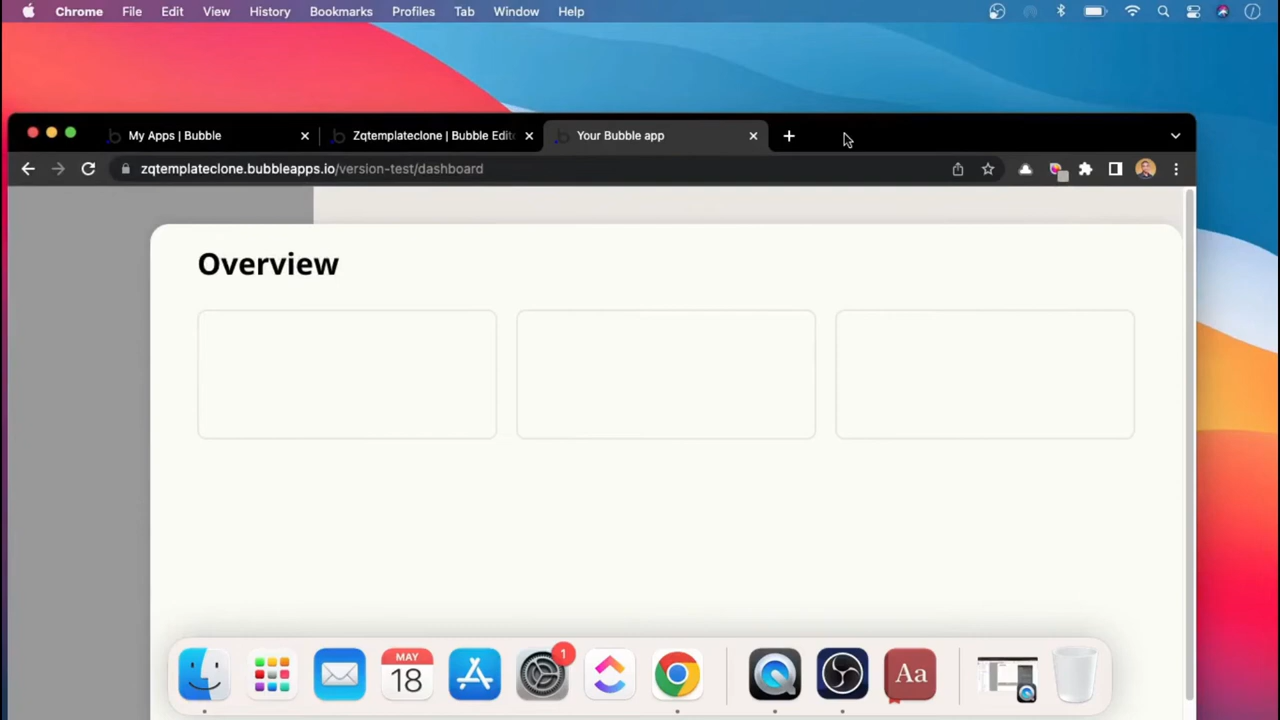 Chrome File Edit View History Bookmarks Profiles Tab Window Help
My Apps | Bubble Zqtemplateclone | Bubble Edit Your Bubble app
zqtemplateclone.bubbleapps.io/version-test/dashboard
Overview
MAY
18
1
Aa